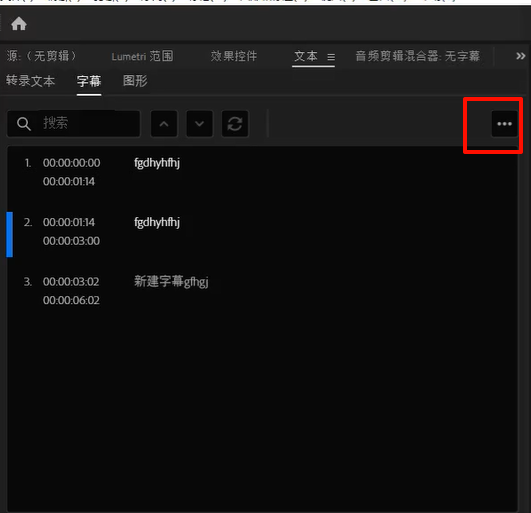 源:（无剪辑） Lumetri 范围 效果控件 文本 ≡ 音频剪辑混合器: 无字幕 »
转录文本 字幕 图形
搜索 •••
1. 00:00:00:00 fgdhyhfhj
00:00:01:14
2. 00:00:01:14 fgdhyhfhj
00:00:03:00
3. 00:00:03:02 新建字幕gfhgj
00:00:06:02